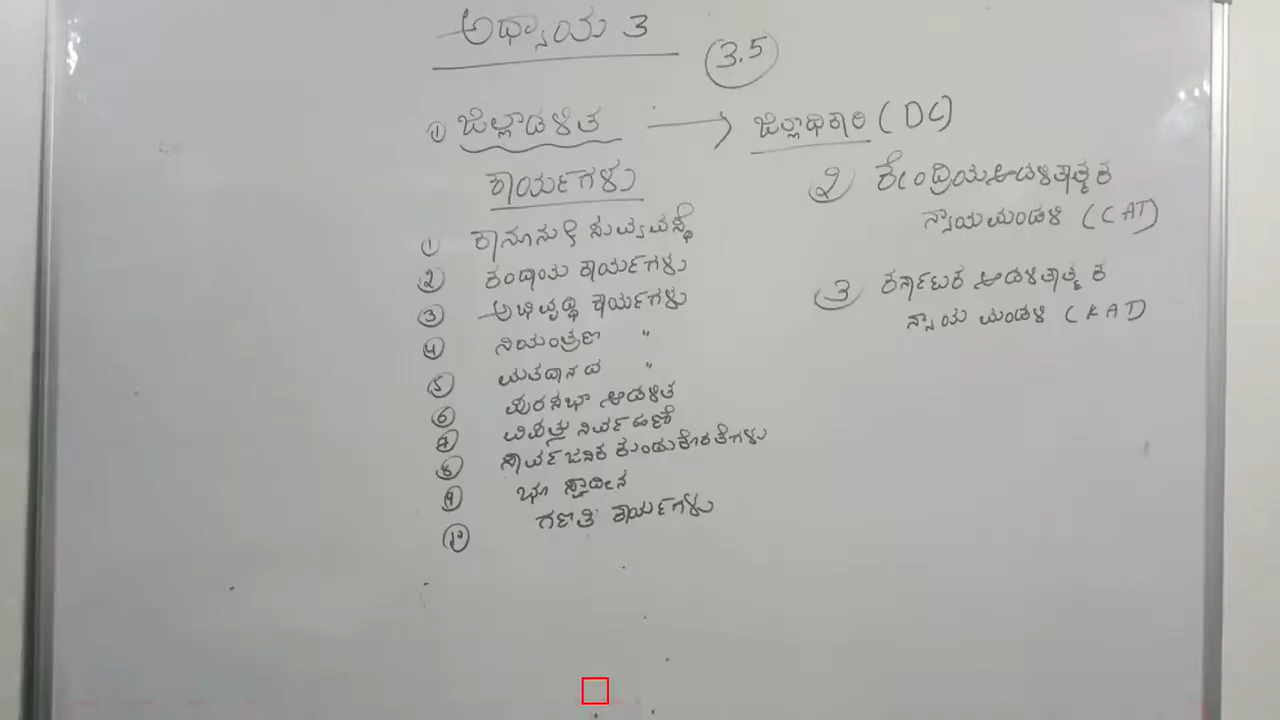 ಅಧ್ಯಾಯ 3
3.5
① ಜಿಲ್ಲಾಡಳಿತ → ಜಿಲ್ಲಾಧಿಕಾರಿ (DC)
ಕಾರ್ಯಗಳು
① ಕಾನೂನು & ಸುವ್ಯವಸ್ಥೆ
② ಕಂದಾಯ ಕಾರ್ಯಗಳು
③ ಅಭಿವೃದ್ಧಿ ಕಾರ್ಯಗಳು
④ ನಿಯಂತ್ರಣ "
⑤ ಮತದಾನದ "
⑥ ಪುರಸಭಾ ಆಡಳಿತ
⑦ ವಿಪತ್ತು ನಿರ್ವಹಣೆ
⑧ ಸಾರ್ವಜನಿಕ ಕುಂದುಕೊರತೆಗಳು
⑨ ಭೂ ಸ್ವಾದೀನ
⑩ ಗಣತಿ ಕಾರ್ಯಗಳು
② ಕೇಂದ್ರಿಯ ಆಡಳಿತಾತ್ಮಕ
ನ್ಯಾಯಮಂಡಳಿ (CAT)
③ ಕರ್ನಾಟಕ ಆಡಳಿತಾತ್ಮಕ
ನ್ಯಾಯ ಮಂಡಳಿ (KAT)